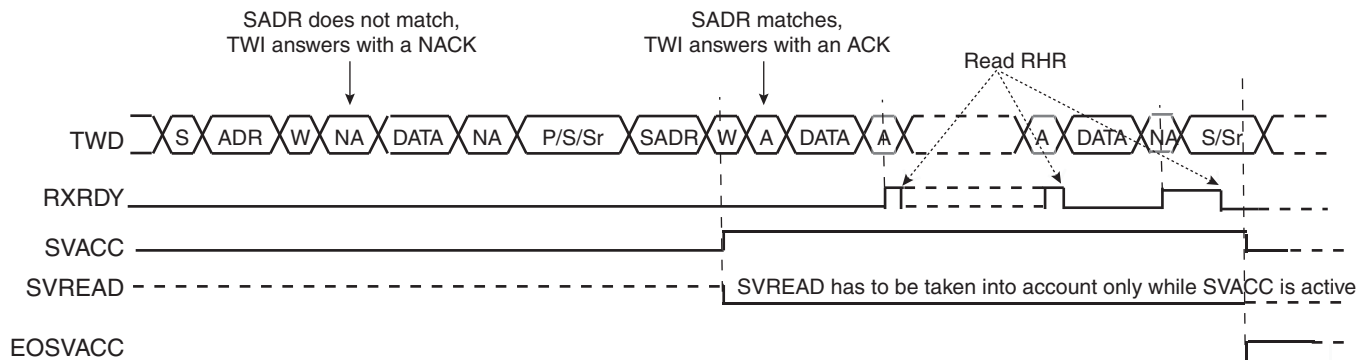 SADR does not match,
TWI answers with a NACK
SADR matches,
TWI answers with an ACK
Read RHR
TWD S ADR W NA DATA NA P/S/Sr SADR W A DATA A A DATA NA S/Sr
RXRDY
SVACC
SVREAD SVREAD has to be taken into account only while SVACC is active
EOSVACC